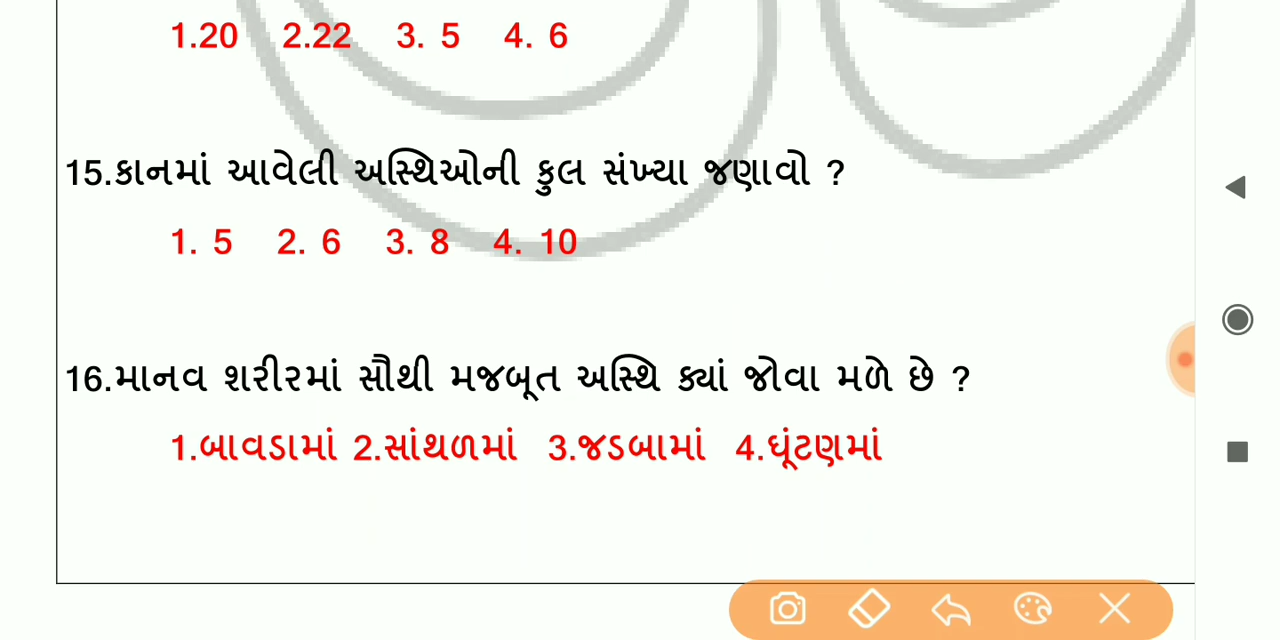 1.20 2.22 3. 5 4. 6
15.કાનમાં આવેલી અસ્થિઓની કુલ સંખ્યા જણાવો ?
1. 5 2. 6 3. 8 4. 10
16.માનવ શરીરમાં સૌથી મજબૂત અસ્થિ ક્યાં જોવા મળે છે ?
1.બાવડામાં 2.સાંથળમાં 3.જડબામાં 4.ઘૂંટણમાં